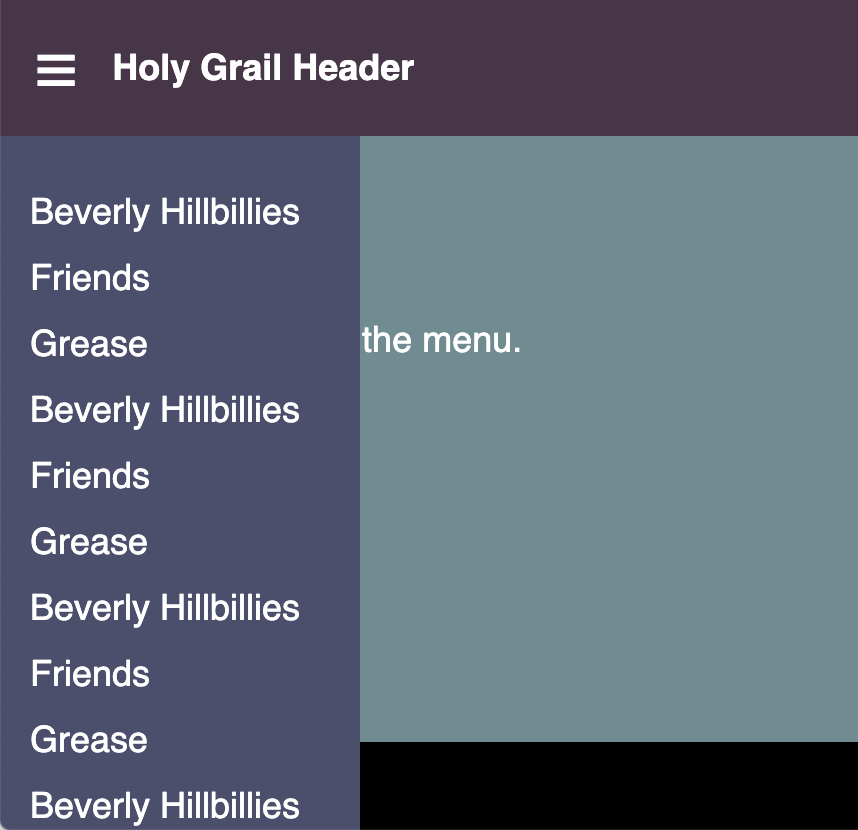 Holy Grail Header
Beverly Hillbillies
Friends
the menu.
Grease
Beverly Hillbillies
Friends
Grease
Beverly Hillbillies
Friends
Grease
Beverly Hillbillies